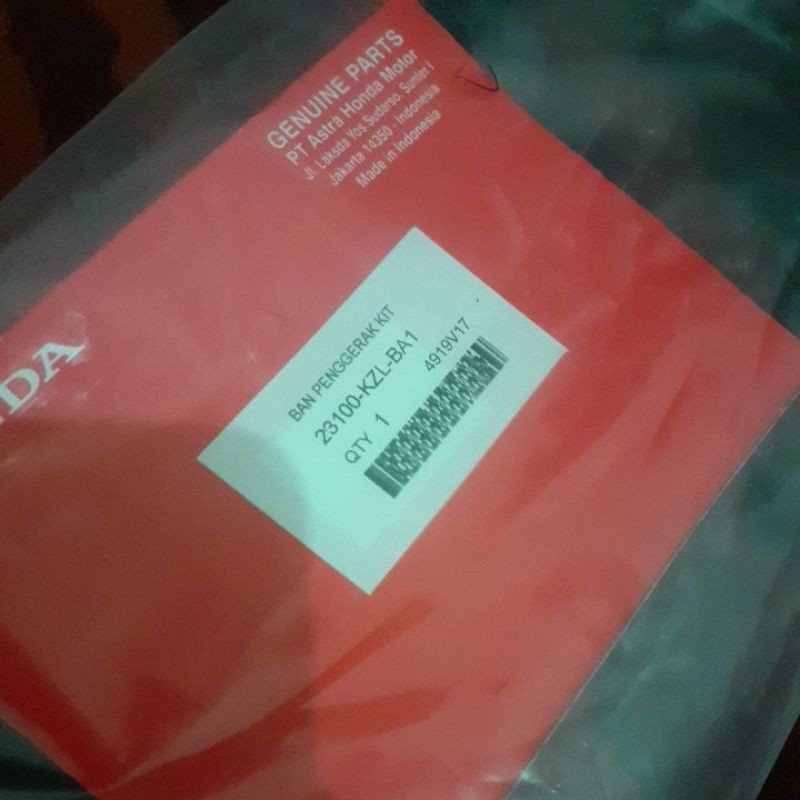 GENUINE PARTS
PT Astra Honda Motor
Jl. Laksda Yos Sudarso, Sunter I
Jakarta 14350 , Indonesia
Made in Indonesia
NDA
BAN PENGGERAK KIT
23100-KZL-BA1
QTY 1 4919V17